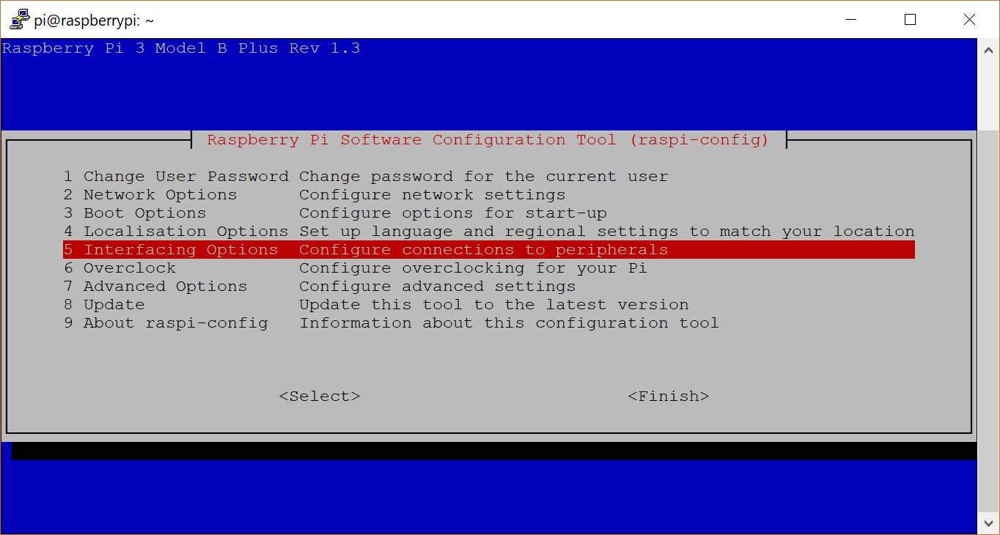 pi@raspberrypi: ~
Raspberry Pi 3 Model B Plus Rev 1.3
Raspberry Pi Software Configuration Tool (raspi-config)
1 Change User Password Change password for the current user
2 Network Options Configure network settings
3 Boot Options Configure options for start-up
4 Localisation Options Set up language and regional settings to match your location
5 Interfacing Options Configure connections to peripherals
6 Overclock Configure overclocking for your Pi
7 Advanced Options Configure advanced settings
8 Update Update this tool to the latest version
9 About raspi-config Information about this configuration tool
<Select> <Finish>